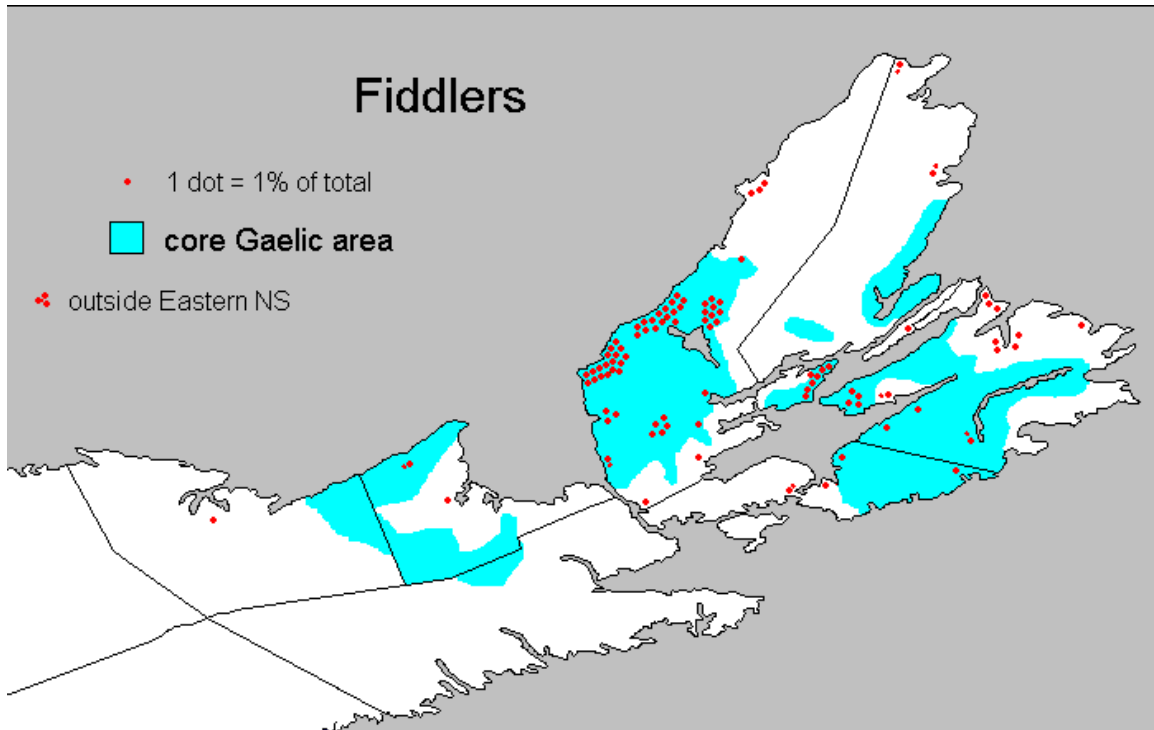 Fiddlers
1 dot = 1% of total
core Gaelic area
outside Eastern NS